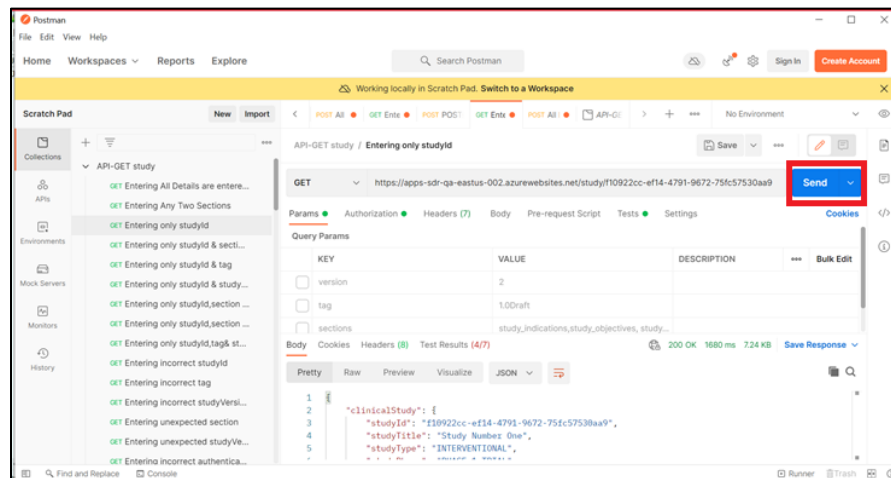 Postman
File Edit View Help
Home Workspaces Reports Explore Search Postman Sign In Create Account
Working locally in Scratch Pad. Switch to a Workspace
Scratch Pad New Import POST All GET Ente POST POST GET Ente POST All API-GE No Environment
Collections
APIs
Environments
Mock Servers
Monitors
History
API-GET study
GET Entering All Details are entere...
GET Entering Any Two Sections
GET Entering only studyId
GET Entering only studyId & secti...
GET Entering only studyId & tag
GET Entering only studyId & study...
GET Entering only studyId,section ...
GET Entering only studyId,section ...
GET Entering only studyId,tag& st...
GET Entering incorrect studyId
GET Entering incorrect tag
GET Entering incorrect studyVersi...
GET Entering unexpected section
GET Entering unexpected studyVe...
GET Entering incorrect authentica...
API-GET study / Entering only studyId Save
GET https://apps-sdr-qa-eastus-002.azurewebsites.net/study/f10922cc-ef14-4791-9672-75fc57530aa9 Send
Params Authorization Headers (7) Body Pre-request Script Tests Settings Cookies
Query Params
KEY VALUE DESCRIPTION Bulk Edit
version 2
tag 1.0Draft
sections study_indications,study_objectives, study...
Body Cookies Headers (8) Test Results (4/7) 200 OK 1680 ms 7.24 KB Save Response
Pretty Raw Preview Visualize JSON
1 {
2 "clinicalStudy": {
3 "studyId": "f10922cc-ef14-4791-9672-75fc57530aa9",
4 "studyTitle": "Study Number One",
5 "studyType": "INTERVENTIONAL",
Find and Replace Console Runner Trash